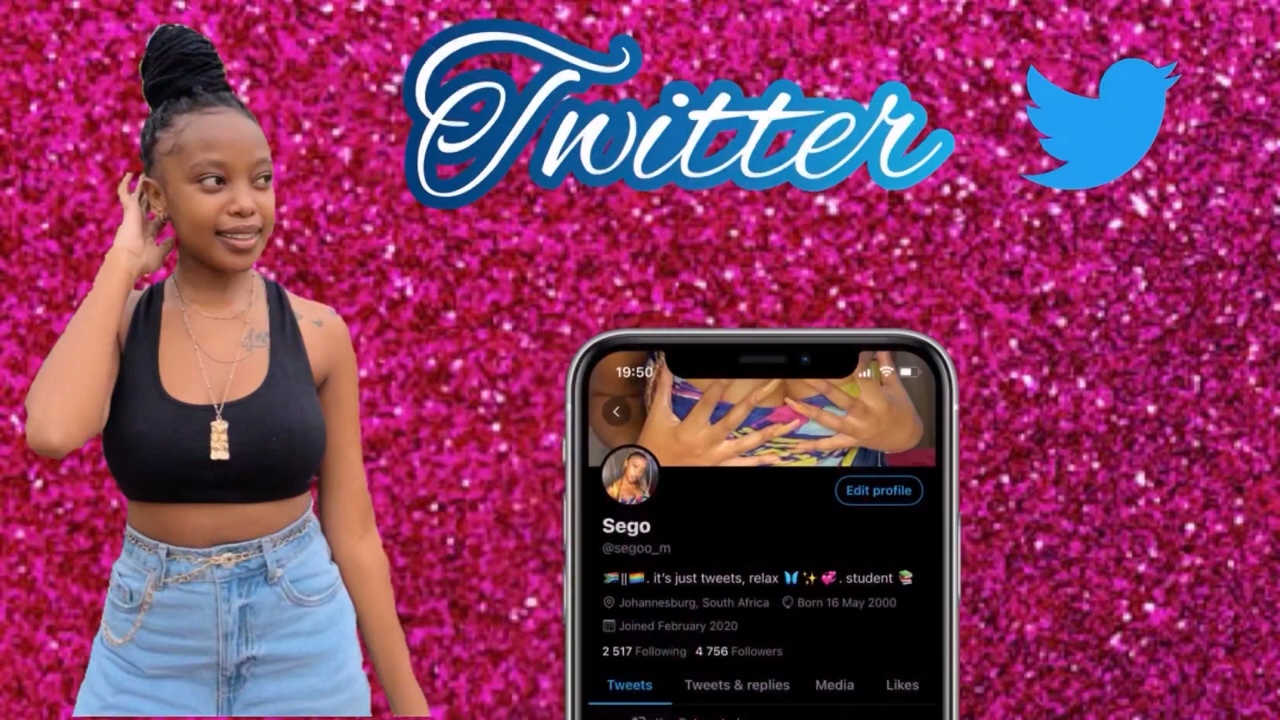 Twitter
19:50
Edit profile
Sego
@segoo_m
🇿🇦||🏳️‍🌈. it's just tweets, relax 🦋✨💞. student 📚
Johannesburg, South Africa Born 16 May 2000
Joined February 2020
2 517 Following 4 756 Followers
Tweets Tweets & replies Media Likes